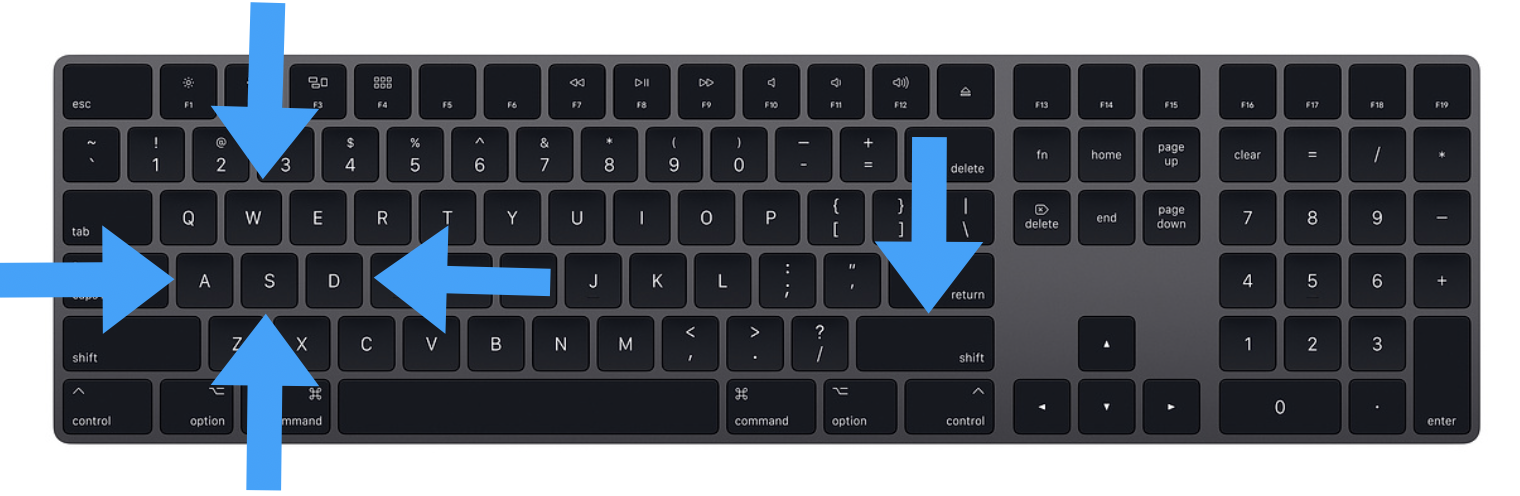 esc F1 F3 F4 F5 F6 F7 F8 F9 F10 F11 F12 F13 F14 F15 F16 F17 F18 F19
~ ! @ $ % ^ & * ( ) — +
` 1 2 3 4 5 6 7 8 9 0 - = delete fn home page up clear = / *
tab Q W E R T Y U I O P { [ } ] | \ delete end page down 7 8 9 −
A S D J K L : ; " ' return 4 5 6 +
shift Z X C V B N M < , > . ? / shift 1 2 3
control option command command option control 0 . enter